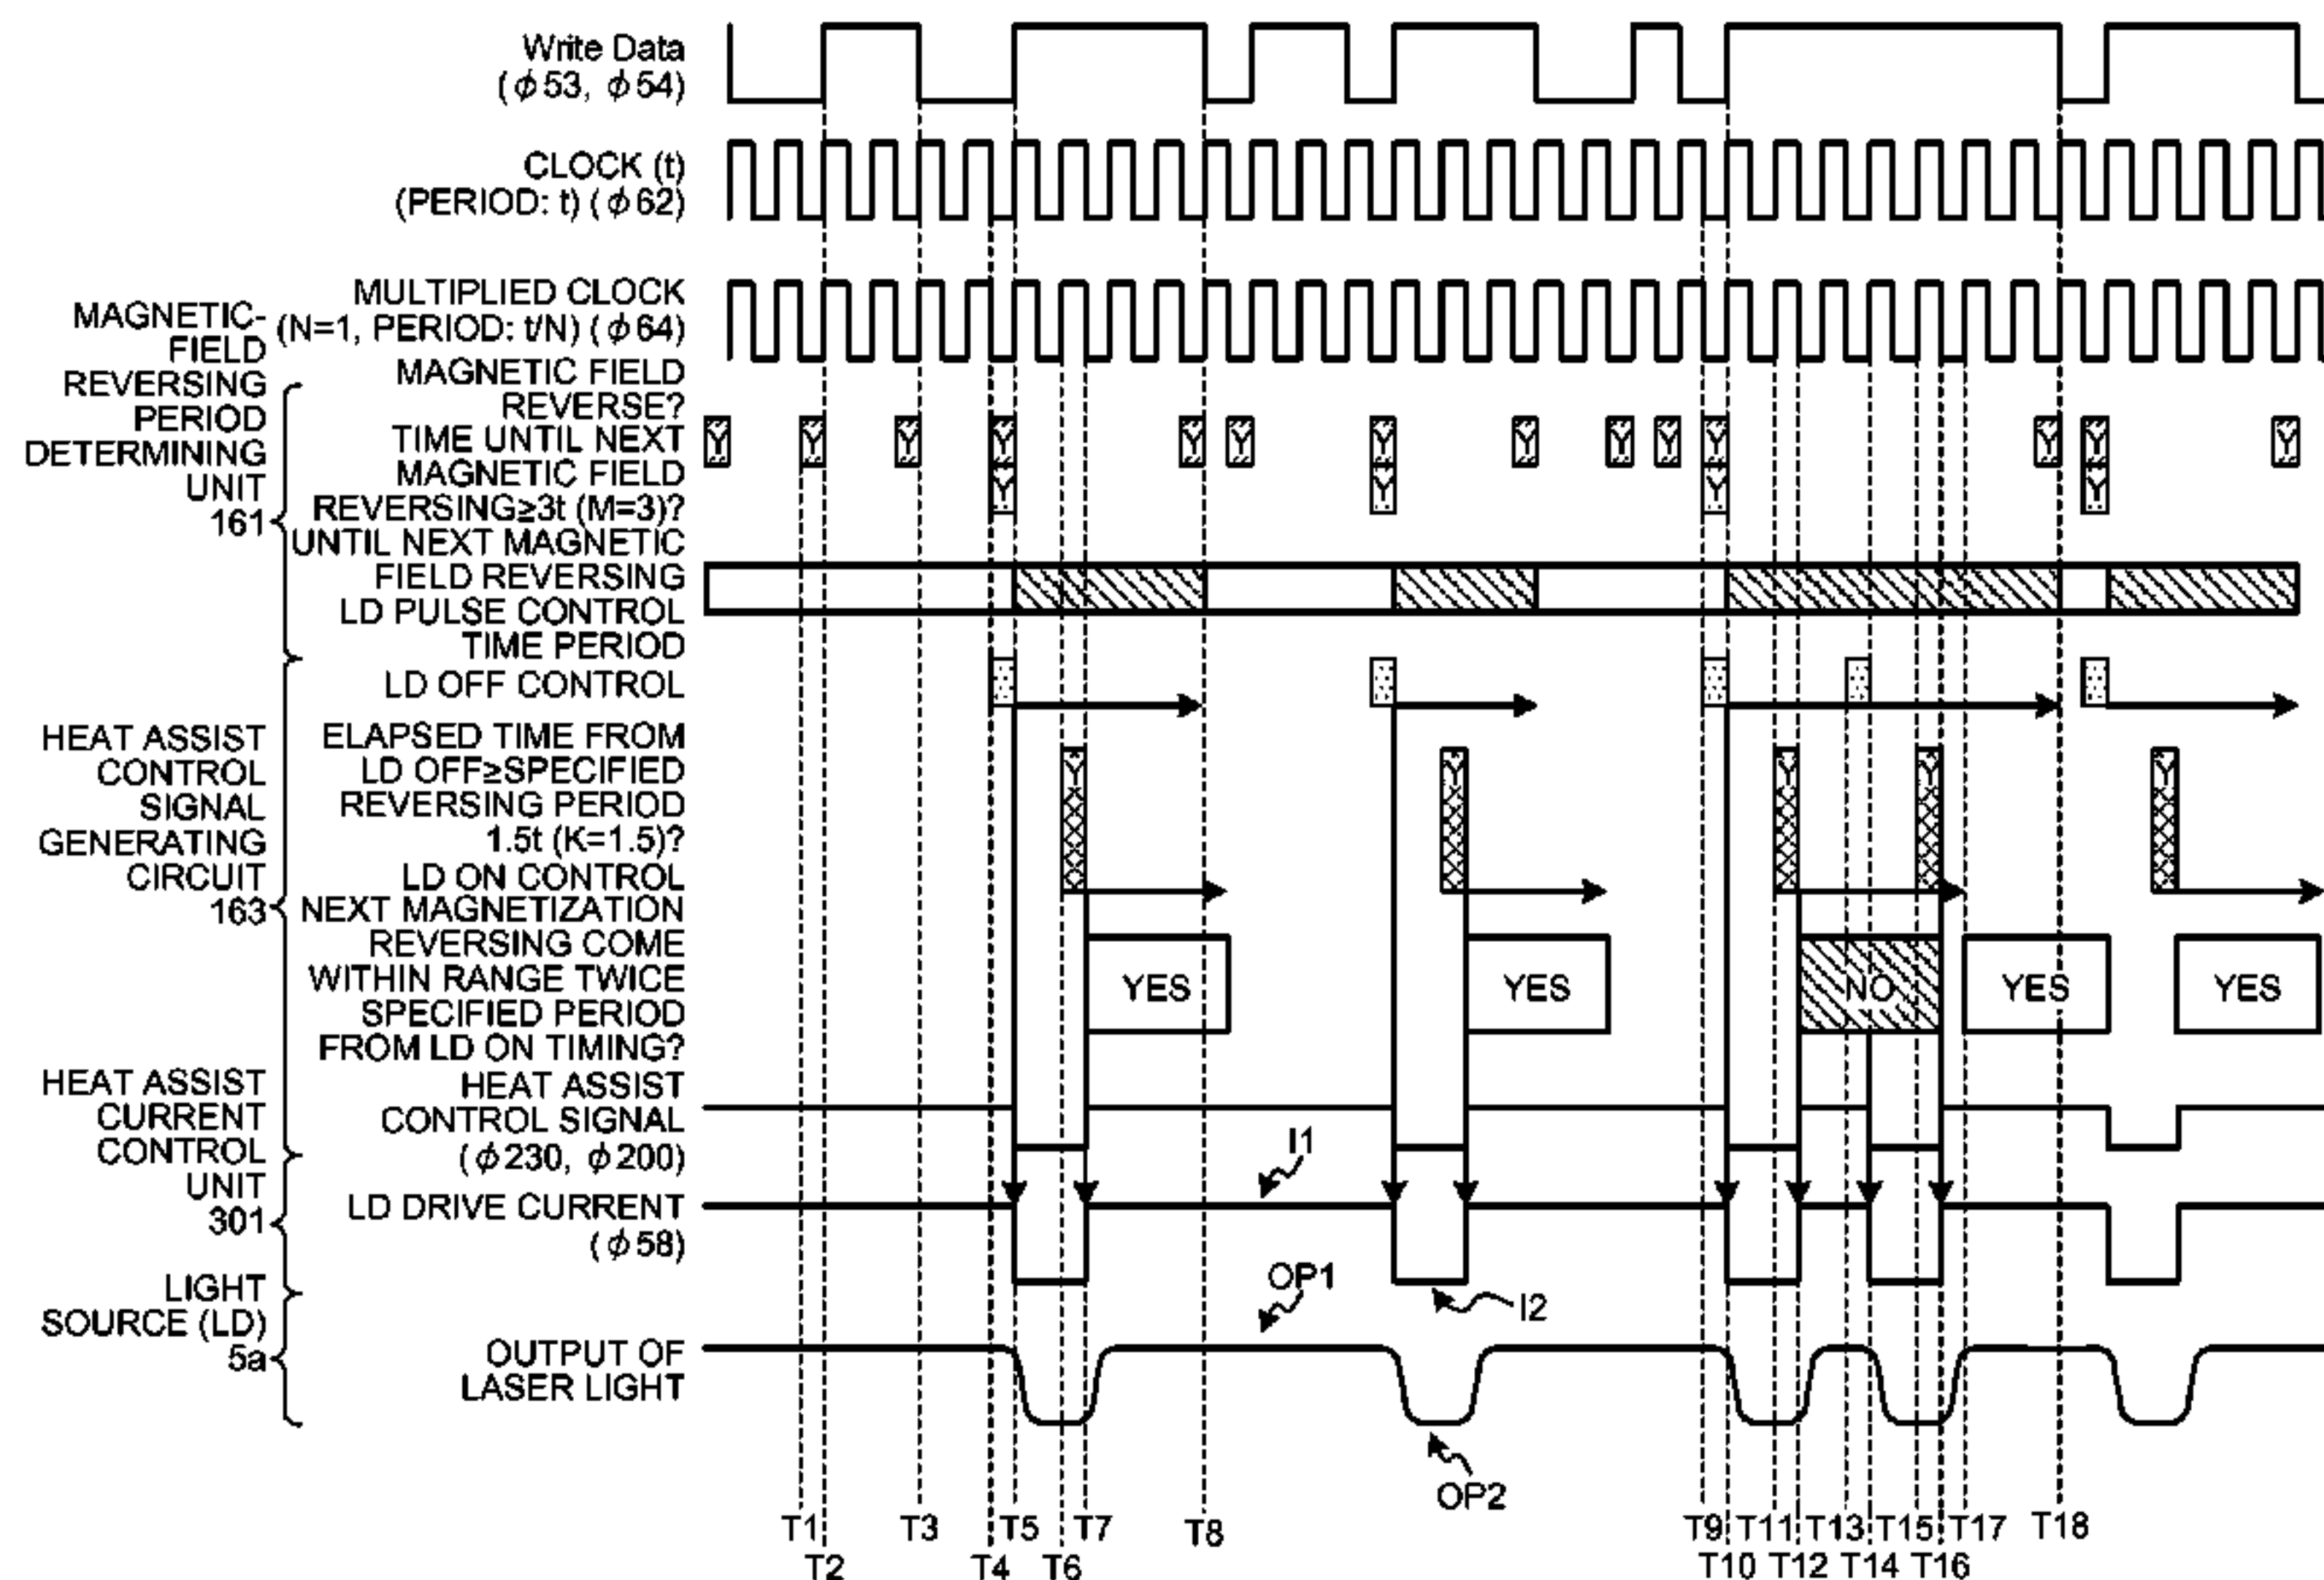 Write Data
(φ53, φ54)
CLOCK (t)
(PERIOD: t) (φ62)
MULTIPLIED CLOCK
(N=1, PERIOD: t/N) (φ64)
MAGNETIC-
FIELD
REVERSING
PERIOD
DETERMINING
UNIT
161
MAGNETIC FIELD
REVERSE?
Y Y Y Y Y Y Y Y Y Y Y Y Y Y
TIME UNTIL NEXT
MAGNETIC FIELD
REVERSING≥3t (M=3)?
Y Y Y Y
UNTIL NEXT MAGNETIC
FIELD REVERSING
LD PULSE CONTROL
TIME PERIOD
HEAT ASSIST
CONTROL
SIGNAL
GENERATING
CIRCUIT
163
LD OFF CONTROL
ELAPSED TIME FROM
LD OFF≥SPECIFIED
REVERSING PERIOD
1.5t (K=1.5)?
Y Y Y Y Y
LD ON CONTROL
NEXT MAGNETIZATION
REVERSING COME
WITHIN RANGE TWICE
SPECIFIED PERIOD
FROM LD ON TIMING?
YES YES NO YES YES
HEAT ASSIST
CURRENT
CONTROL
UNIT
301
HEAT ASSIST
CONTROL SIGNAL
(φ230, φ200)
I1
LD DRIVE CURRENT
(φ58)
I2
LIGHT
SOURCE (LD)
5a
OP1
OUTPUT OF
LASER LIGHT
OP2
T1 T3 T5 T7 T8 T9 T11 T13 T15 T17 T18
T2 T4 T6 T10 T12 T14 T16